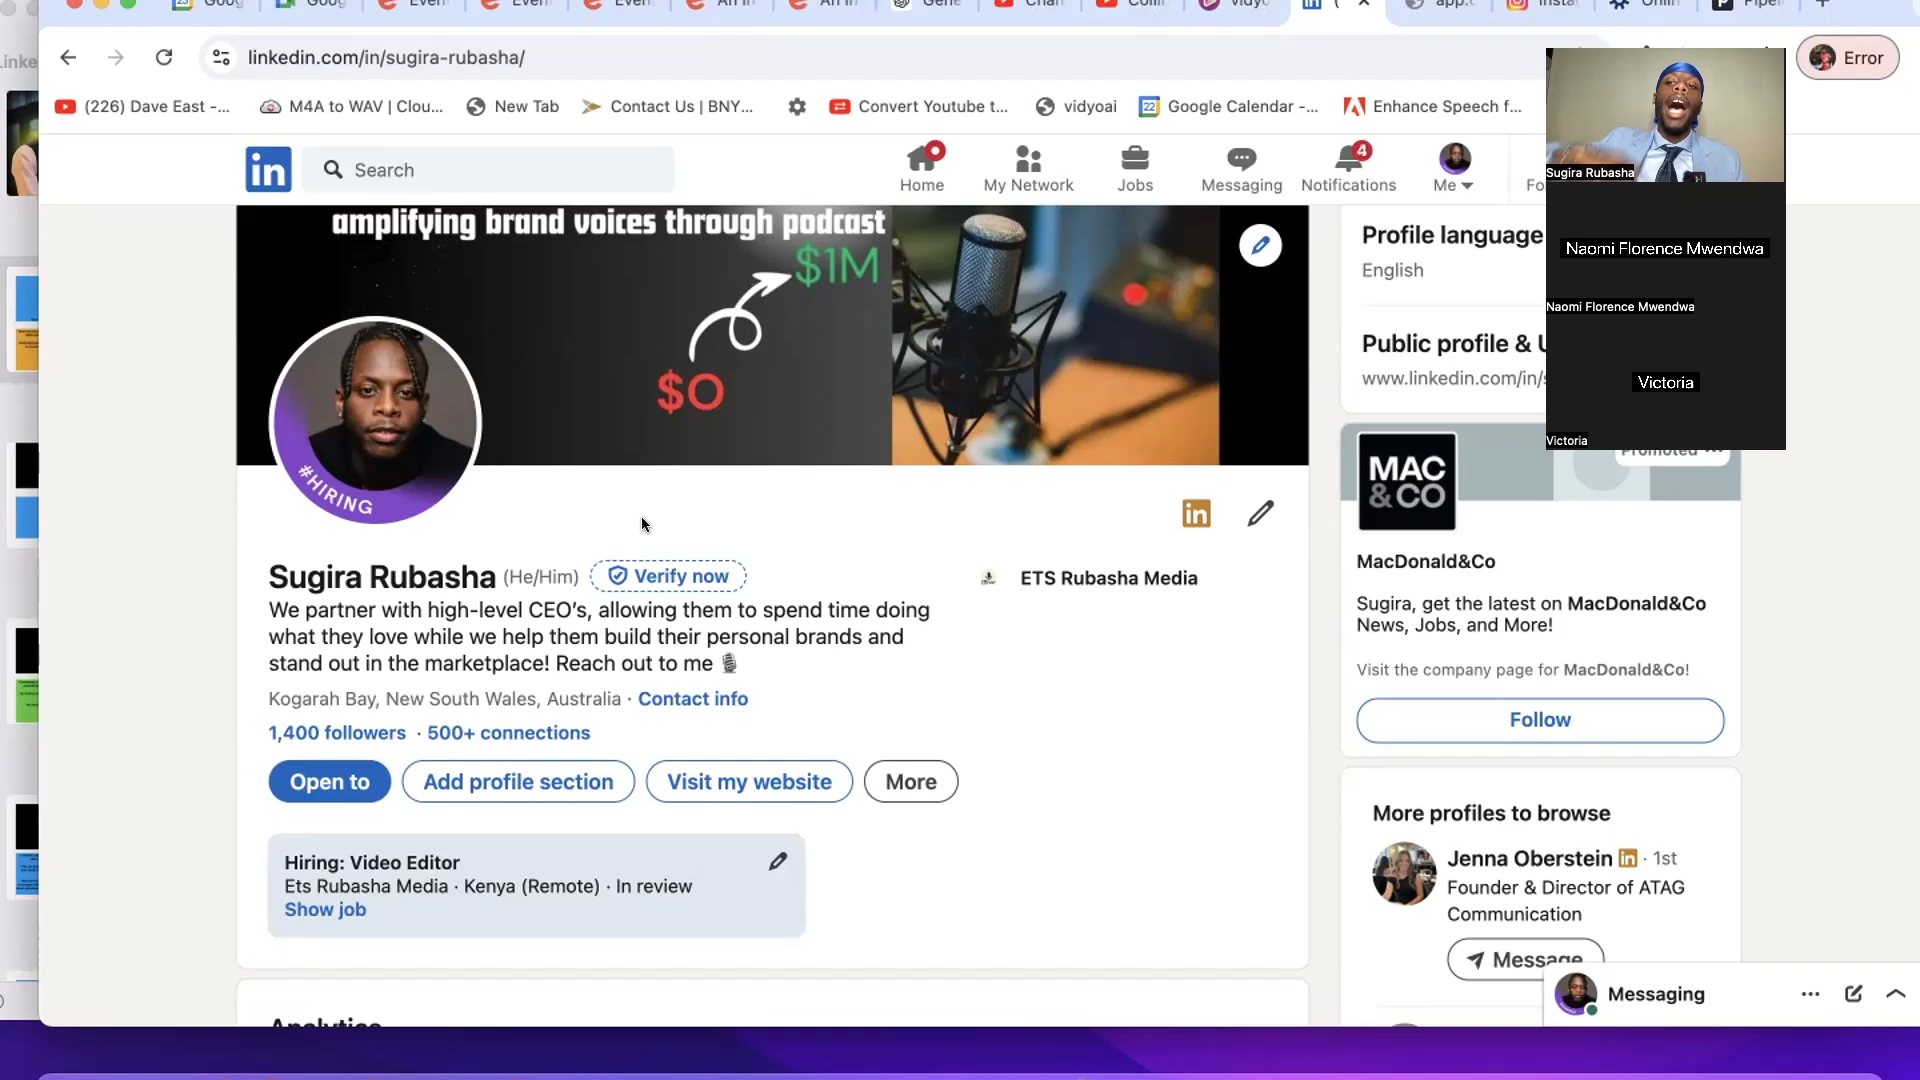 linkedin.com/in/sugira-rubasha/
Error
(226) Dave East -...
M4A to WAV | Clou...
New Tab
Contact Us | BNY...
Convert Youtube t...
vidyoai
Google Calendar -...
Enhance Speech f...
in
Search
Home
My Network
Jobs
Messaging
4
Notifications
Me
Sugira Rubasha
Naomi Florence Mwendwa
Naomi Florence Mwendwa
Victoria
Victoria
amplifying brand voices through podcast
$1M
$0
#HIRING
Profile language
English
Public profile &
www.linkedin.com/in/
Sugira Rubasha (He/Him) Verify now
ETS Rubasha Media
We partner with high-level CEO's, allowing them to spend time doing
what they love while we help them build their personal brands and
stand out in the marketplace! Reach out to me
Kogarah Bay, New South Wales, Australia · Contact info
1,400 followers · 500+ connections
Open to
Add profile section
Visit my website
More
Hiring: Video Editor
Ets Rubasha Media · Kenya (Remote) · In review
Show job
Analytics
Promoted
MAC
&CO
MacDonald&Co
Sugira, get the latest on MacDonald&Co
News, Jobs, and More!
Visit the company page for MacDonald&Co!
Follow
More profiles to browse
Jenna Oberstein in · 1st
Founder & Director of ATAG
Communication
Message
Messaging